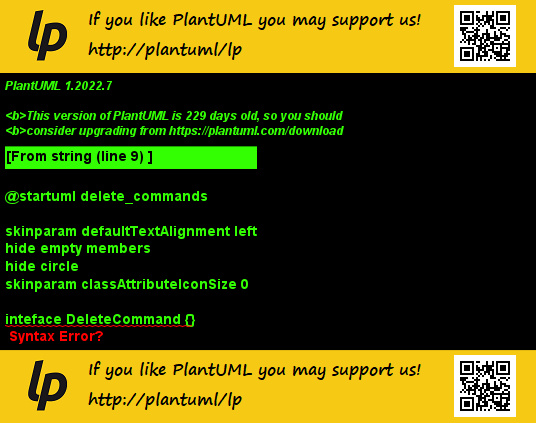 lp
If you like PlantUML you may support us!
http://plantuml/lp
PlantUML 1.2022.7
<b>This version of PlantUML is 229 days old, so you should
<b>consider upgrading from https://plantuml.com/download
[From string (line 9) ]
@startuml delete_commands
skinparam defaultTextAlignment left
hide empty members
hide circle
skinparam classAttributeIconSize 0
inteface DeleteCommand {}
Syntax Error?
lp
If you like PlantUML you may support us!
http://plantuml/lp